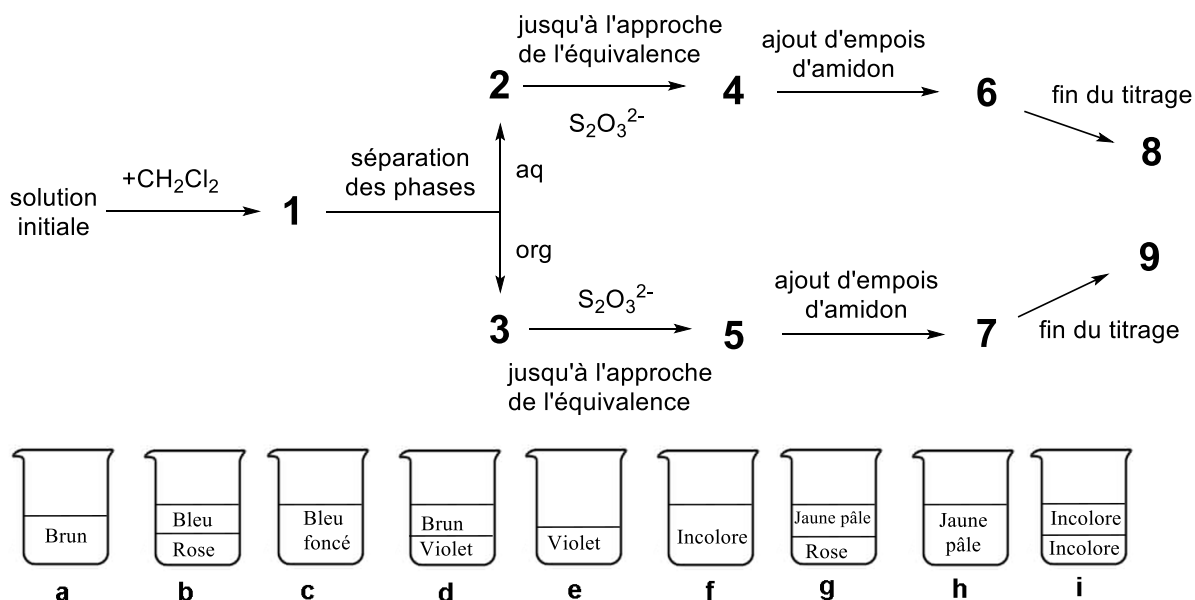 jusqu'à l'approche
de l'équivalence
ajout d'empois
d'amidon
2
4
6
fin du titrage
S2O3^2-
8
+CH2Cl2
séparation
des phases
aq
solution
initiale
1
org
9
S2O3^2-
ajout d'empois
d'amidon
3
5
7
fin du titrage
jusqu'à l'approche
de l'équivalence
Brun
Bleu
Rose
Bleu
foncé
Brun
Violet
Violet
Incolore
Jaune pâle
Rose
Jaune
pâle
Incolore
Incolore
a b c d e f g h i